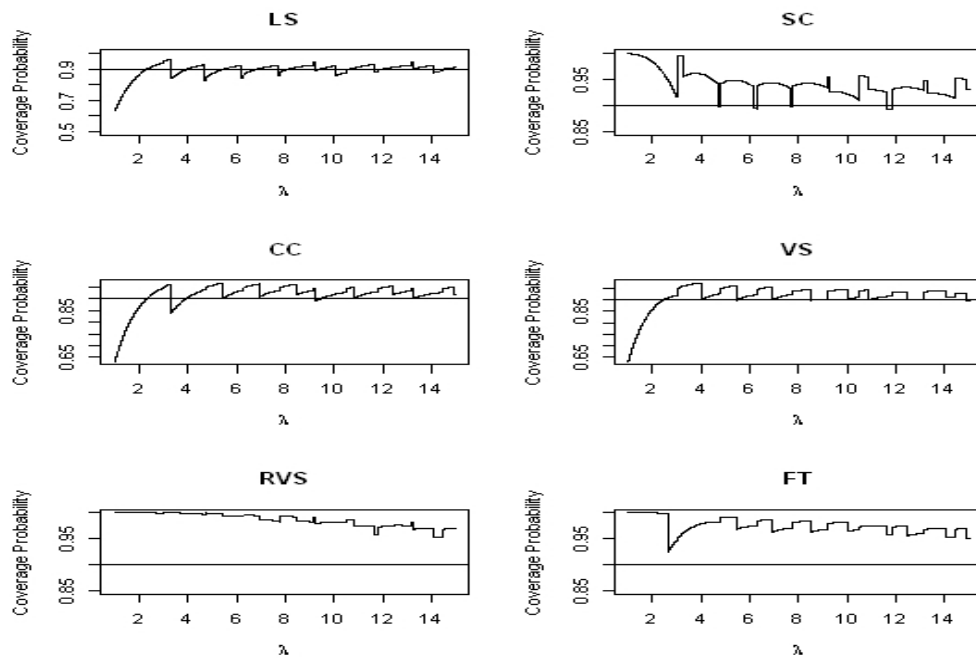 LS
Coverage Probability
0.5 0.7 0.9
2 4 6 8 10 12 14
λ
SC
Coverage Probability
0.85 0.95
2 4 6 8 10 12 14
λ
CC
Coverage Probability
0.65 0.85
2 4 6 8 10 12 14
λ
VS
Coverage Probability
0.65 0.85
2 4 6 8 10 12 14
λ
RVS
Coverage Probability
0.85 0.95
2 4 6 8 10 12 14
λ
FT
Coverage Probability
0.85 0.95
2 4 6 8 10 12 14
λ